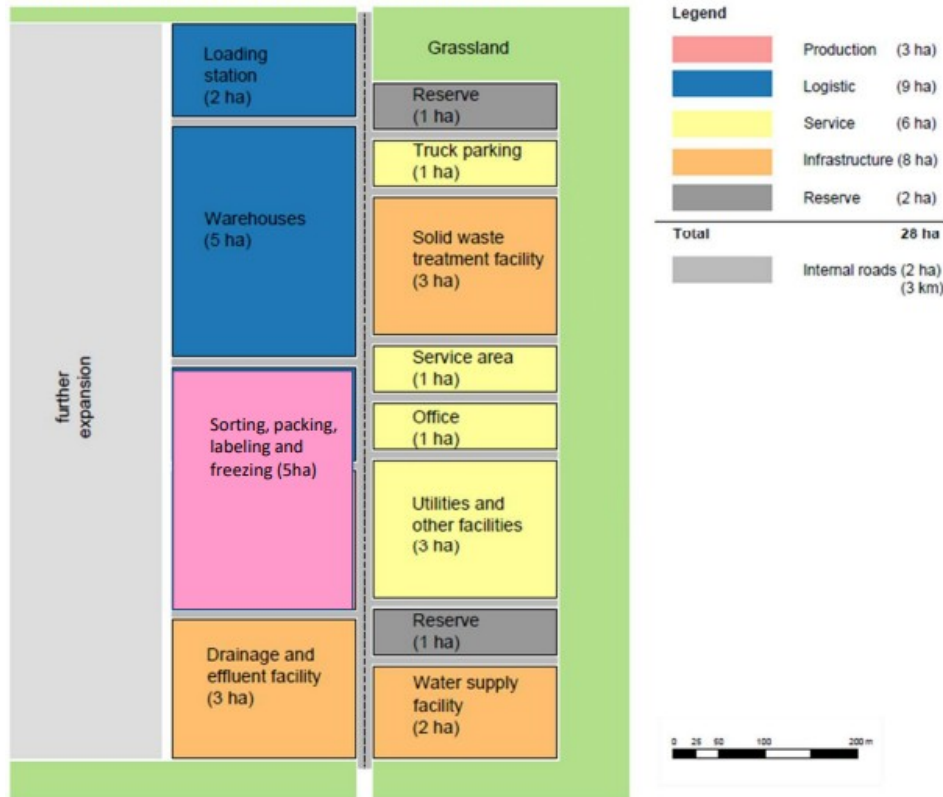 Loading
station
(2 ha)
Warehouses
(5 ha)
further
expansion
Sorting, packing,
labeling and
freezing (5ha)
Drainage and
effluent facility
(3 ha)
Grassland
Reserve
(1 ha)
Truck parking
(1 ha)
Solid waste
treatment facility
(3 ha)
Service area
(1 ha)
Office
(1 ha)
Utilities and
other facilities
(3 ha)
Reserve
(1 ha)
Water supply
facility
(2 ha)
Legend
Production (3 ha)
Logistic (9 ha)
Service (6 ha)
Infrastructure (8 ha)
Reserve (2 ha)
Total 28 ha
Internal roads (2 ha)
(3 km)
0 25 50 100 200 m